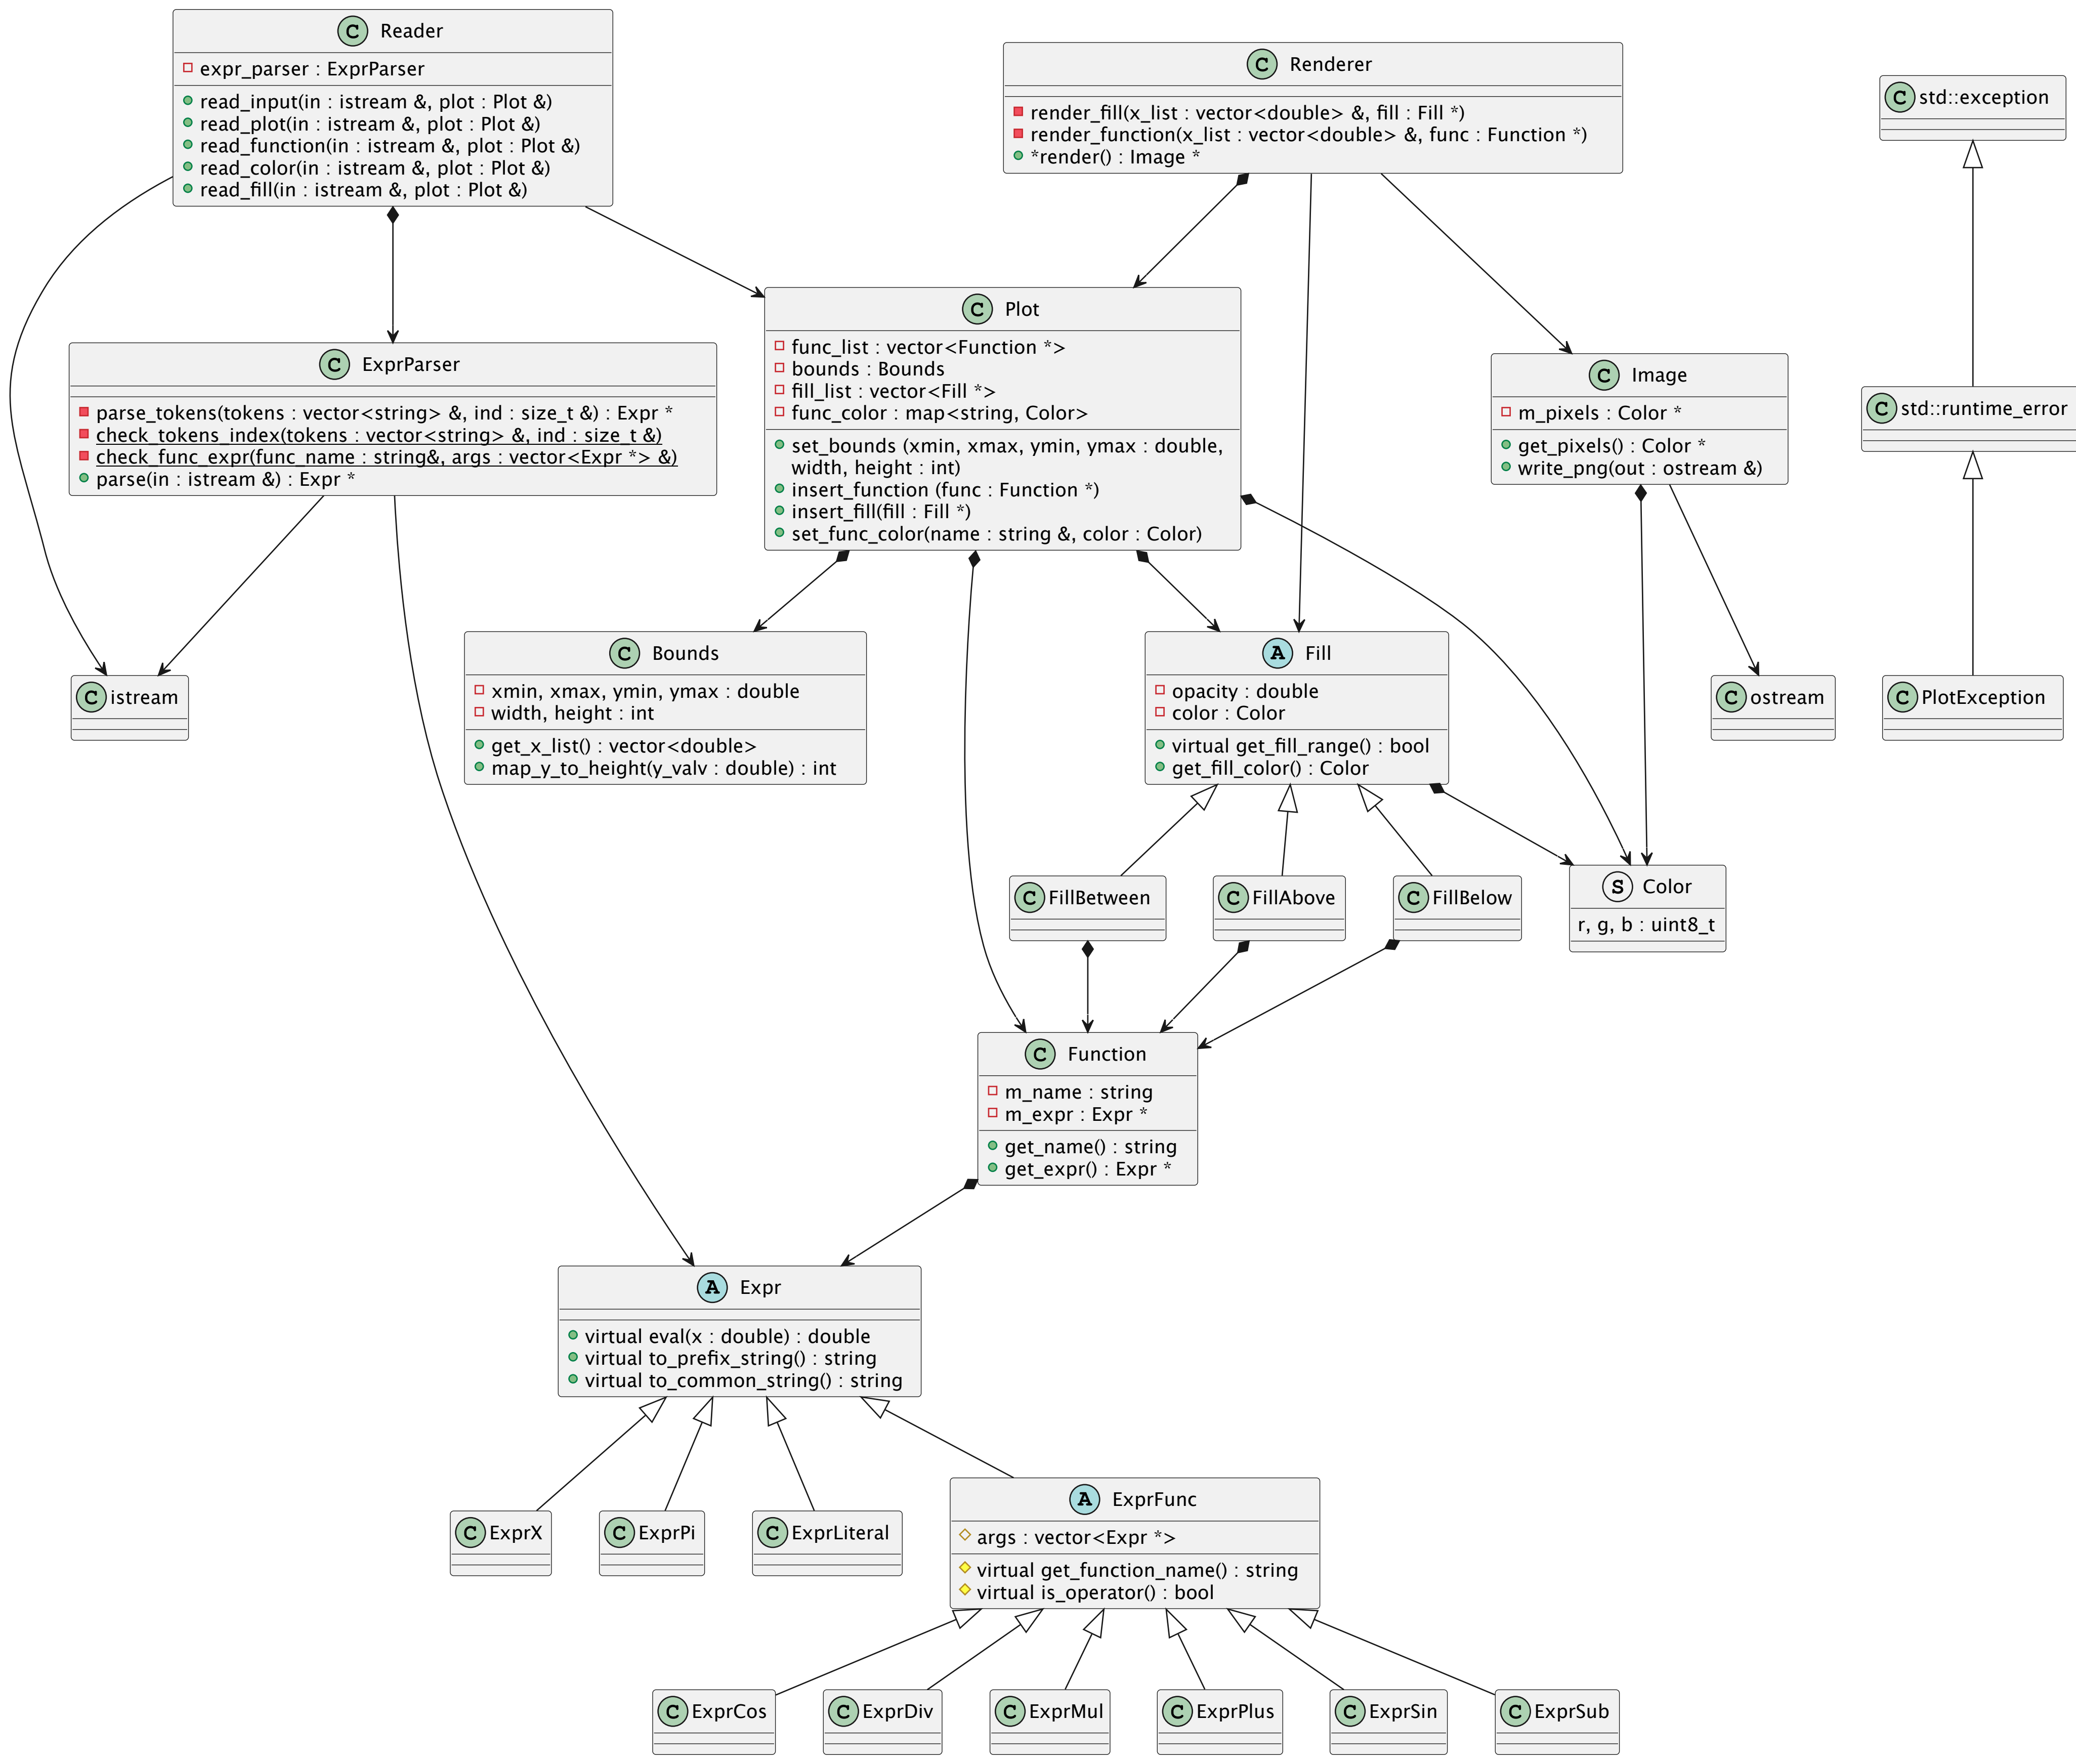 C Reader
expr_parser : ExprParser
read_input(in : istream &, plot : Plot &)
read_plot(in : istream &, plot : Plot &)
read_function(in : istream &, plot : Plot &)
read_color(in : istream &, plot : Plot &)
read_fill(in : istream &, plot : Plot &)
C Renderer
render_fill(x_list : vector<double> &, fill : Fill *)
render_function(x_list : vector<double> &, func : Function *)
*render() : Image *
C std::exception
C ExprParser
parse_tokens(tokens : vector<string> &, ind : size_t &) : Expr *
check_tokens_index(tokens : vector<string> &, ind : size_t &)
check_func_expr(func_name : string&, args : vector<Expr *> &)
parse(in : istream &) : Expr *
C Plot
func_list : vector<Function *>
bounds : Bounds
fill_list : vector<Fill *>
func_color : map<string, Color>
set_bounds (xmin, xmax, ymin, ymax : double,
width, height : int)
insert_function (func : Function *)
insert_fill(fill : Fill *)
set_func_color(name : string &, color : Color)
C Image
m_pixels : Color *
get_pixels() : Color *
write_png(out : ostream &)
C std::runtime_error
C istream
C Bounds
xmin, xmax, ymin, ymax : double
width, height : int
get_x_list() : vector<double>
map_y_to_height(y_valv : double) : int
A Fill
opacity : double
color : Color
virtual get_fill_range() : bool
get_fill_color() : Color
C ostream
C PlotException
C FillBetween
C FillAbove
C FillBelow
S Color
r, g, b : uint8_t
C Function
m_name : string
m_expr : Expr *
get_name() : string
get_expr() : Expr *
A Expr
virtual eval(x : double) : double
virtual to_prefix_string() : string
virtual to_common_string() : string
C ExprX
C ExprPi
C ExprLiteral
A ExprFunc
args : vector<Expr *>
virtual get_function_name() : string
virtual is_operator() : bool
C ExprCos
C ExprDiv
C ExprMul
C ExprPlus
C ExprSin
C ExprSub